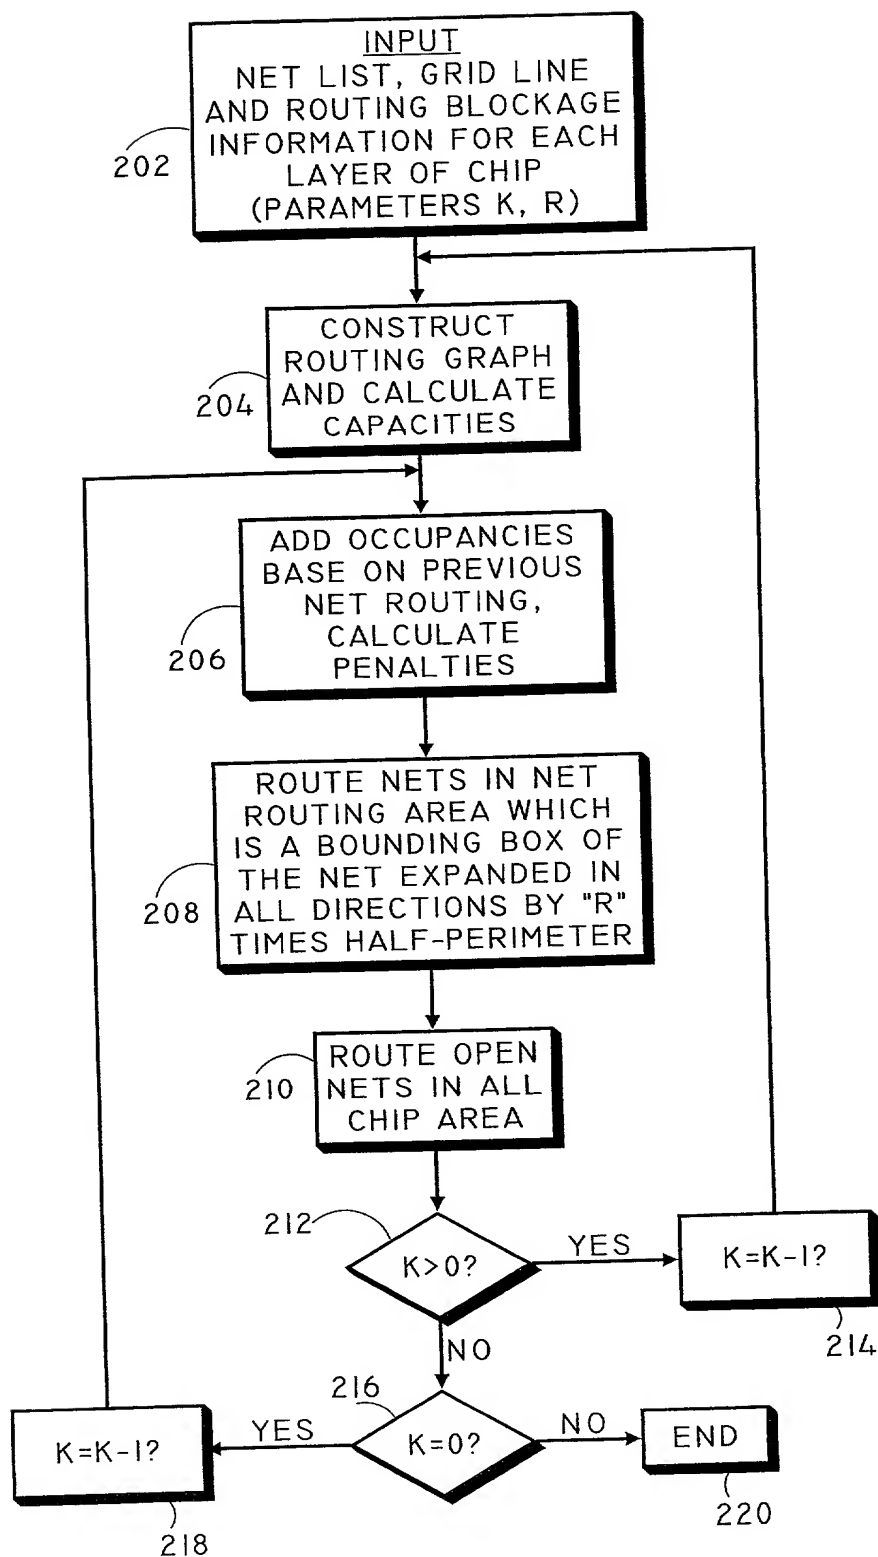 INPUT
NET LIST, GRID LINE
AND ROUTING BLOCKAGE
INFORMATION FOR EACH
LAYER OF CHIP
(PARAMETERS K, R)
202
CONSTRUCT
ROUTING GRAPH
AND CALCULATE
CAPACITIES
204
ADD OCCUPANCIES
BASE ON PREVIOUS
NET ROUTING,
CALCULATE
PENALTIES
206
ROUTE NETS IN NET
ROUTING AREA WHICH
IS A BOUNDING BOX OF
THE NET EXPANDED IN
ALL DIRECTIONS BY "R"
TIMES HALF-PERIMETER
208
ROUTE OPEN
NETS IN ALL
CHIP AREA
210
212
K>0?
YES
K=K-1?
214
NO
216
K=0?
YES
K=K-1?
218
NO
END
220